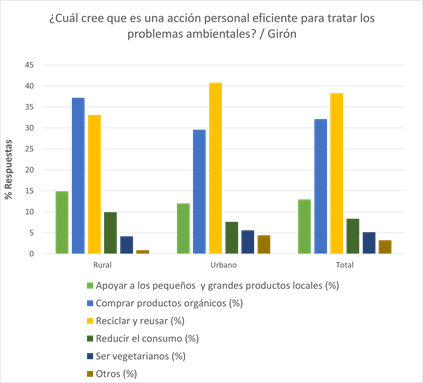 ¿Cuál cree que es una acción personal eficiente para tratar los
problemas ambientales? / Girón
45
40
35
30
25
20
15
10
5
0
% Respuestas
Rural
Urbano
Total
Apoyar a los pequeños y grandes productos locales (%)
Comprar productos orgánicos (%)
Reciclar y reusar (%)
Reducir el consumo (%)
Ser vegetarianos (%)
Otros (%)